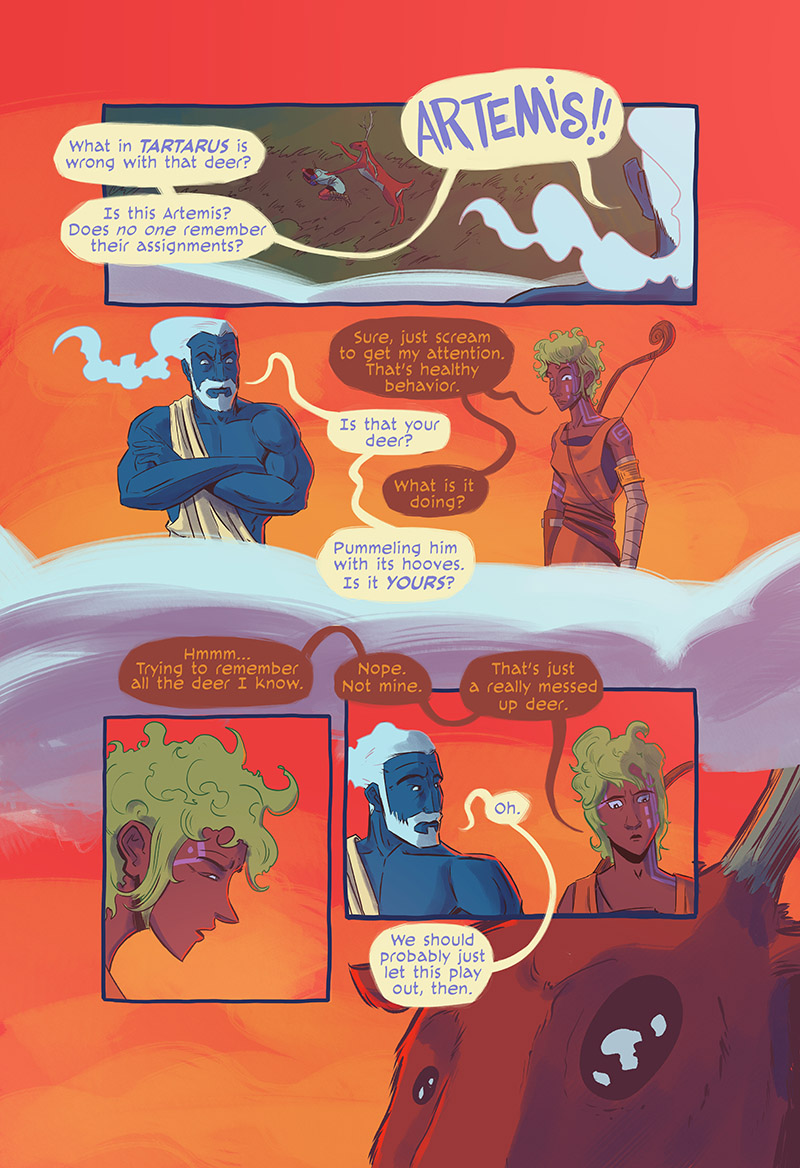 What in TARTARUS is
wrong with that deer?
Is this Artemis?
Does no one remember
their assignments?
ARTEMiS!!
Sure, just scream
to get my attention.
That's healthy
behavior.
Is that your
deer?
What is it
doing?
Pummeling him
with its hooves.
Is it YOURS?
Hmmm...
Trying to remember
all the deer I know.
Nope.
Not mine.
That's just
a really messed
up deer.
Oh.
We should
probably just
let this play
out, then.